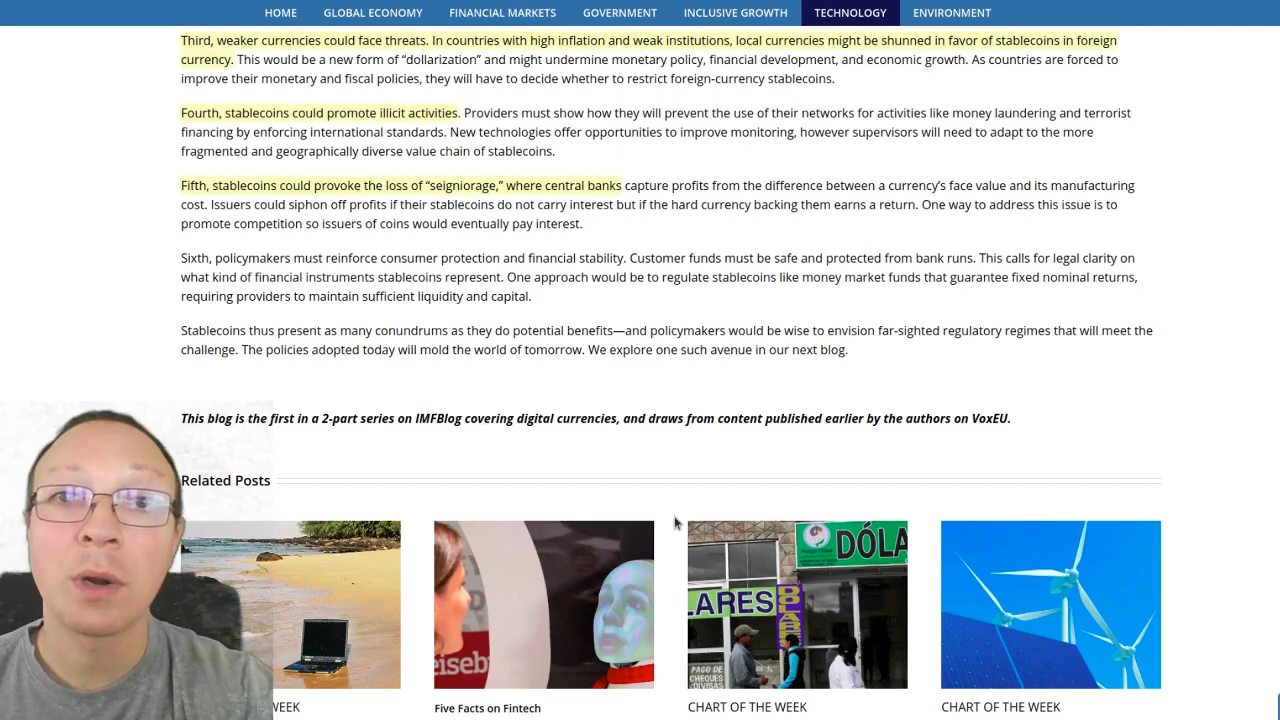 HOME GLOBAL ECONOMY FINANCIAL MARKETS GOVERNMENT INCLUSIVE GROWTH TECHNOLOGY ENVIRONMENT
Third, weaker currencies could face threats. In countries with high inflation and weak institutions, local currencies might be shunned in favor of stablecoins in foreign
currency. This would be a new form of “dollarization” and might undermine monetary policy, financial development, and economic growth. As countries are forced to
improve their monetary and fiscal policies, they will have to decide whether to restrict foreign-currency stablecoins.
Fourth, stablecoins could promote illicit activities. Providers must show how they will prevent the use of their networks for activities like money laundering and terrorist
financing by enforcing international standards. New technologies offer opportunities to improve monitoring, however supervisors will need to adapt to the more
fragmented and geographically diverse value chain of stablecoins.
Fifth, stablecoins could provoke the loss of “seigniorage,” where central banks capture profits from the difference between a currency’s face value and its manufacturing
cost. Issuers could siphon off profits if their stablecoins do not carry interest but if the hard currency backing them earns a return. One way to address this issue is to
promote competition so issuers of coins would eventually pay interest.
Sixth, policymakers must reinforce consumer protection and financial stability. Customer funds must be safe and protected from bank runs. This calls for legal clarity on
what kind of financial instruments stablecoins represent. One approach would be to regulate stablecoins like money market funds that guarantee fixed nominal returns,
requiring providers to maintain sufficient liquidity and capital.
Stablecoins thus present as many conundrums as they do potential benefits—and policymakers would be wise to envision far-sighted regulatory regimes that will meet the
challenge. The policies adopted today will mold the world of tomorrow. We explore one such avenue in our next blog.
This blog is the first in a 2-part series on IMFBlog covering digital currencies, and draws from content published earlier by the authors on VoxEU.
Related Posts
DÓLA
LARES
DOLARES
PAGO DE
CHEQUES
DIVISAS
eiseb
WEEK
Five Facts on Fintech
CHART OF THE WEEK
CHART OF THE WEEK